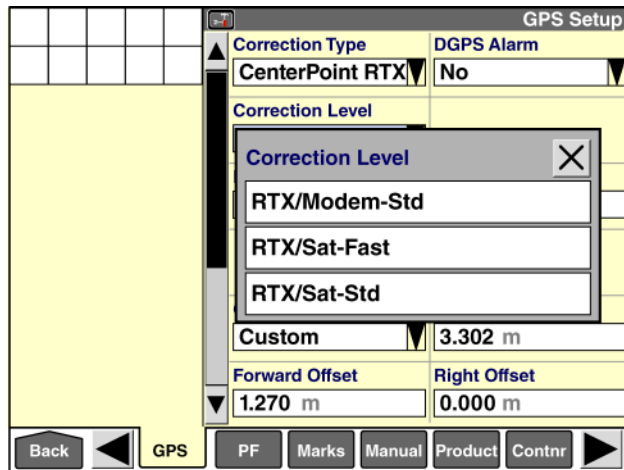 GPS Setup
Correction Type
DGPS Alarm
CenterPoint RTX
No
Correction Level
Correction Level
RTX/Modem-Std
RTX/Sat-Fast
RTX/Sat-Std
Custom
3.302 m
Forward Offset
Right Offset
1.270 m
0.000 m
Back
GPS
PF
Marks
Manual
Product
Contnr